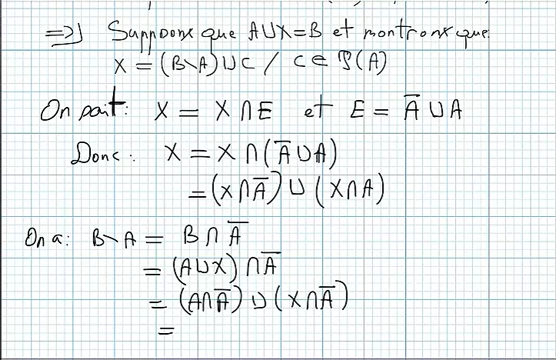 =>) Supposons que A∪X=B et montrons que
X = (B∖A)∪C / C ∈ P(A)
On sait: X = X ∩ E et E = A̅ ∪ A
Donc: X = X ∩ (A̅ ∪ A)
= (X ∩ A̅) ∪ (X ∩ A)
On a: B∖A = B ∩ A̅
= (A ∪ X) ∩ A̅
= (A ∩ A̅) ∪ (X ∩ A̅)
=